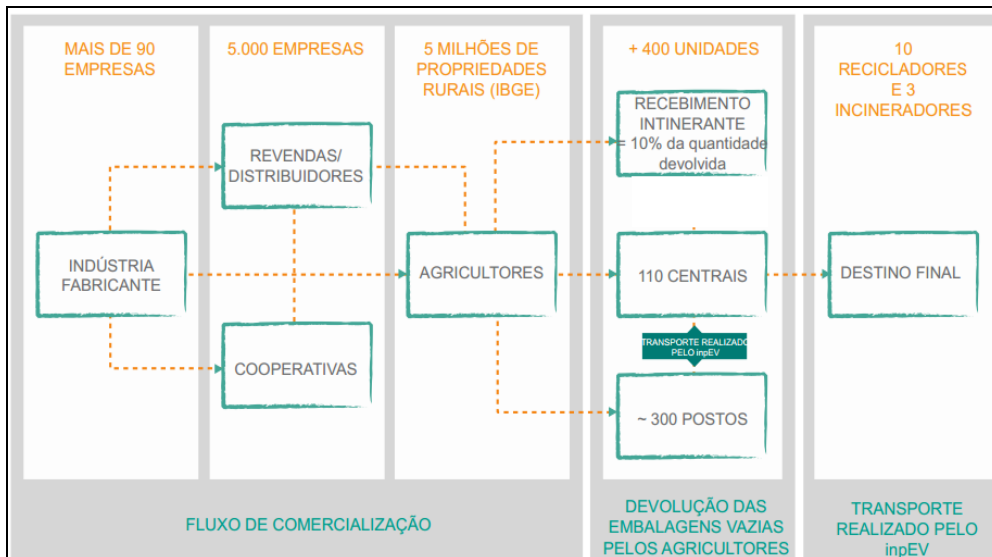 MAIS DE 90
EMPRESAS
5.000 EMPRESAS
5 MILHÕES DE
PROPRIEDADES
RURAIS (IBGE)
+ 400 UNIDADES
10
RECICLADORES
E 3
INCINERADORES
INDÚSTRIA
FABRICANTE
REVENDAS/
DISTRIBUIDORES
COOPERATIVAS
AGRICULTORES
RECEBIMENTO
INTINERANTE
= 10% da quantidade
devolvida
110 CENTRAIS
TRANSPORTE REALIZADO
PELO inpEV
~ 300 POSTOS
DESTINO FINAL
FLUXO DE COMERCIALIZAÇÃO
DEVOLUÇÃO DAS
EMBALAGENS VAZIAS
PELOS AGRICULTORES
TRANSPORTE
REALIZADO PELO
inpEV